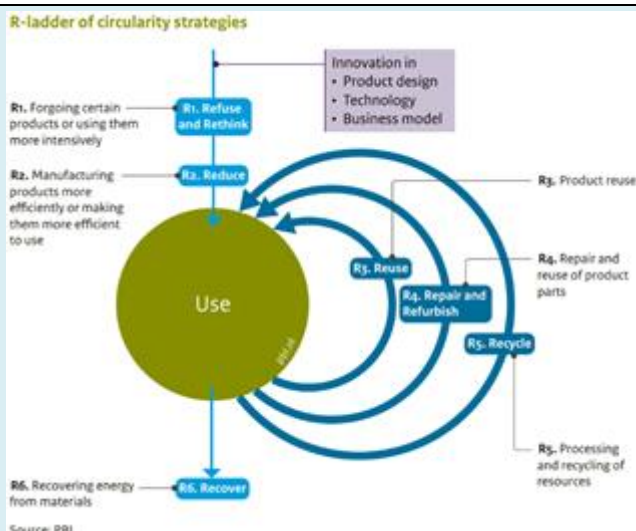 R-ladder of circularity strategies
Innovation in
• Product design
• Technology
• Business model
R1. Forgoing certain
products or using them
more intensively
R1. Refuse
and Rethink
R2. Manufacturing
products more
efficiently or making
them more efficient
to use
R2. Reduce
R3. Product reuse
R3. Reuse
R4. Repair and
reuse of product
parts
R4. Repair and
Refurbish
Use
pbl.nl
R5. Recycle
R5. Processing
and recycling of
resources
R6. Recovering energy
from materials
R6. Recover
Source: PBL